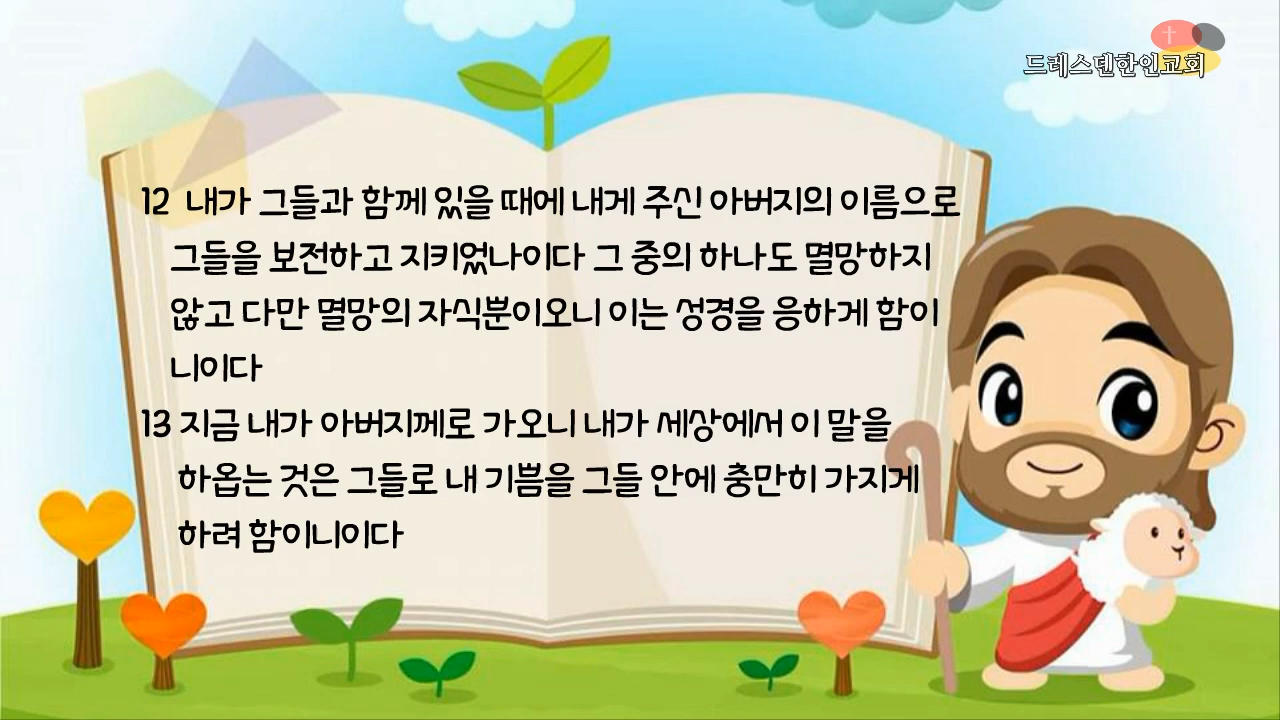 드레스덴한인교회
12 내가 그들과 함께 있을 때에 내게 주신 아버지의 이름으로
그들을 보전하고 지키었나이다 그 중의 하나도 멸망하지
않고 다만 멸망의 자식뿐이오니 이는 성경을 응하게 함이
니이다
13 지금 내가 아버지께로 가오니 내가 세상에서 이 말을
하옵는 것은 그들로 내 기쁨을 그들 안에 충만히 가지게
하려 함이니이다